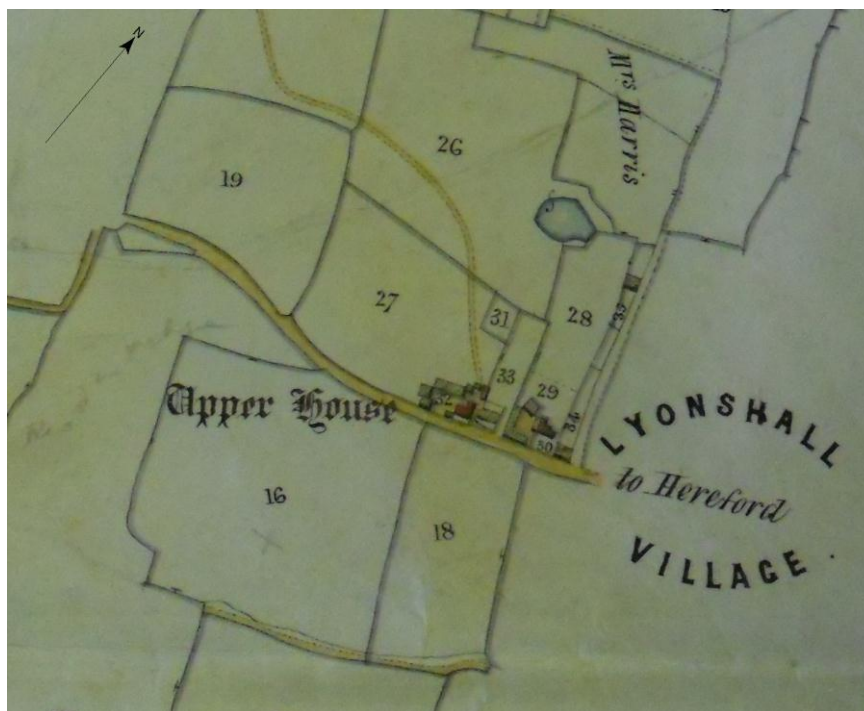 N
Mrs Harris
26
19
27
31
28
35
33
29
32
34
30
Upper House
LYONSHALL
to Hereford
VILLAGE.
16
18